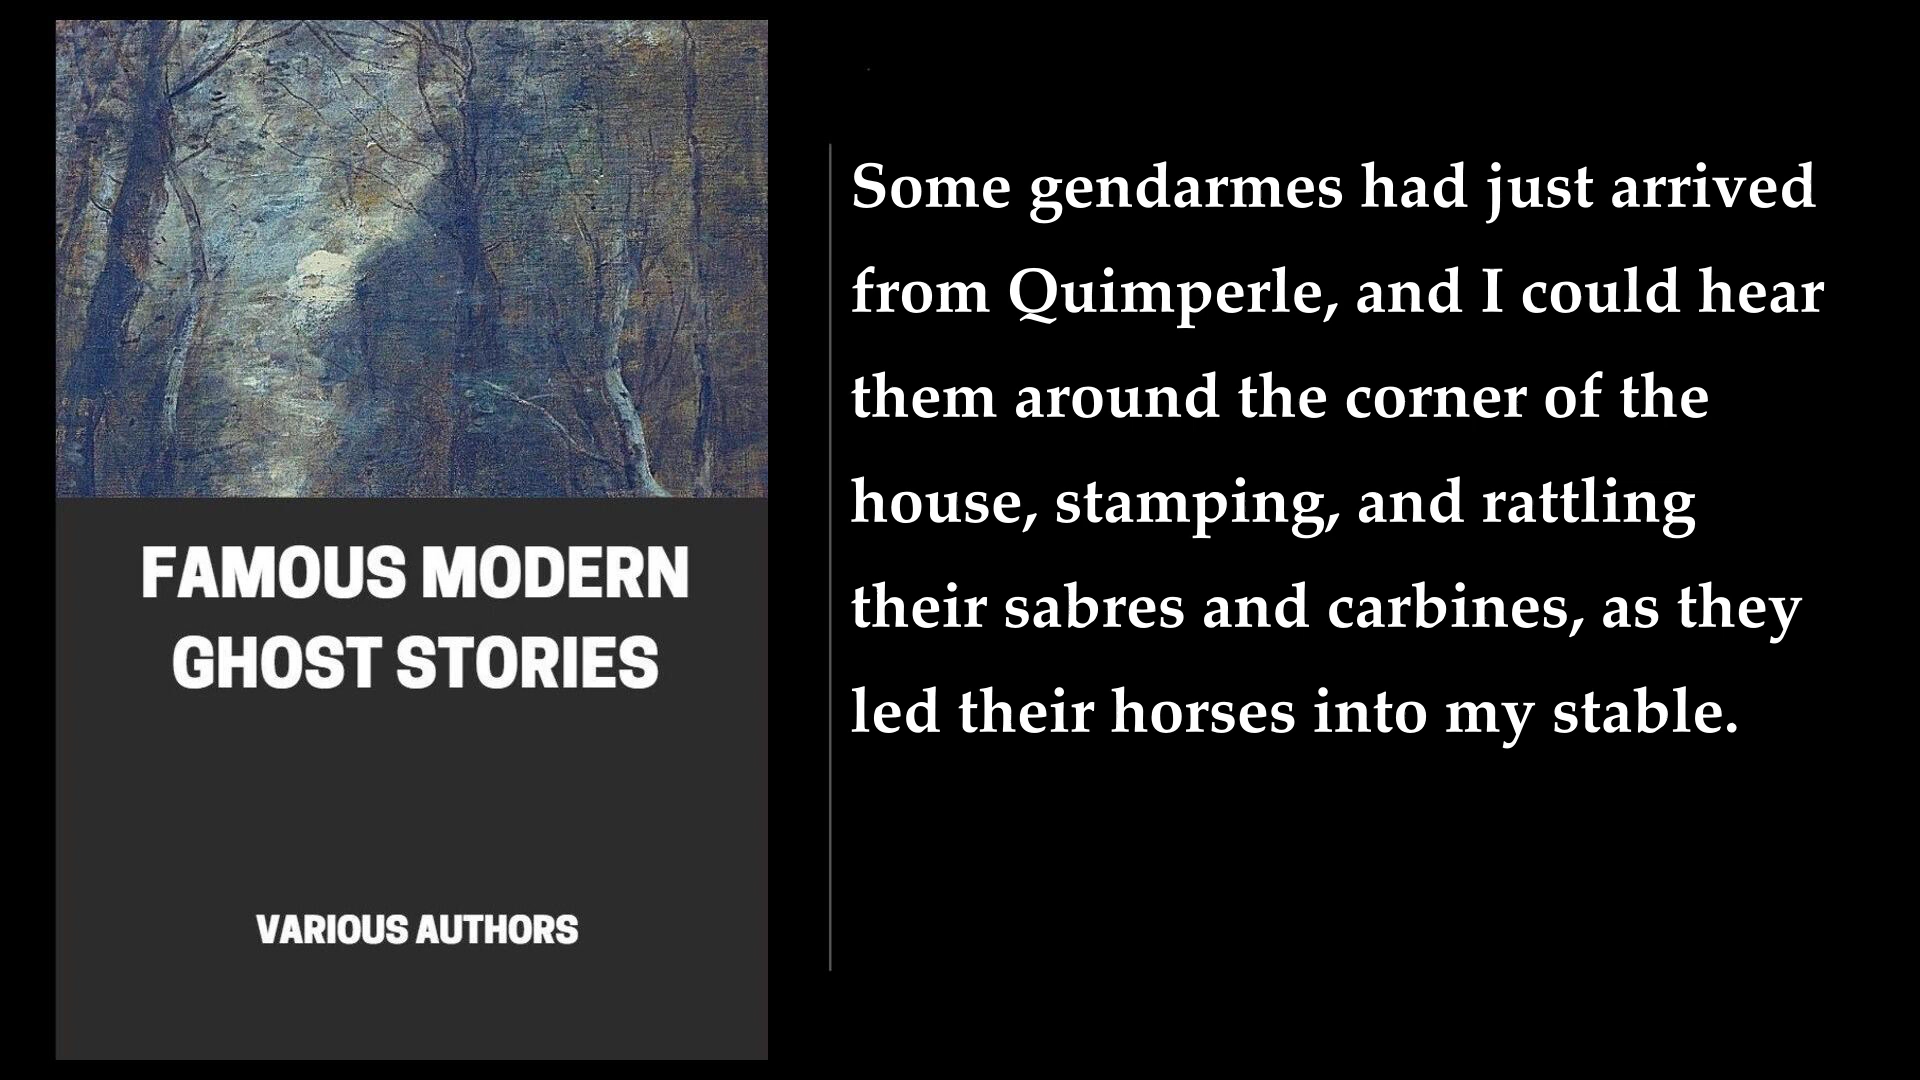 FAMOUS MODERN
GHOST STORIES
VARIOUS AUTHORS
Some gendarmes had just arrived
from Quimperle, and I could hear
them around the corner of the
house, stamping, and rattling
their sabres and carbines, as they
led their horses into my stable.